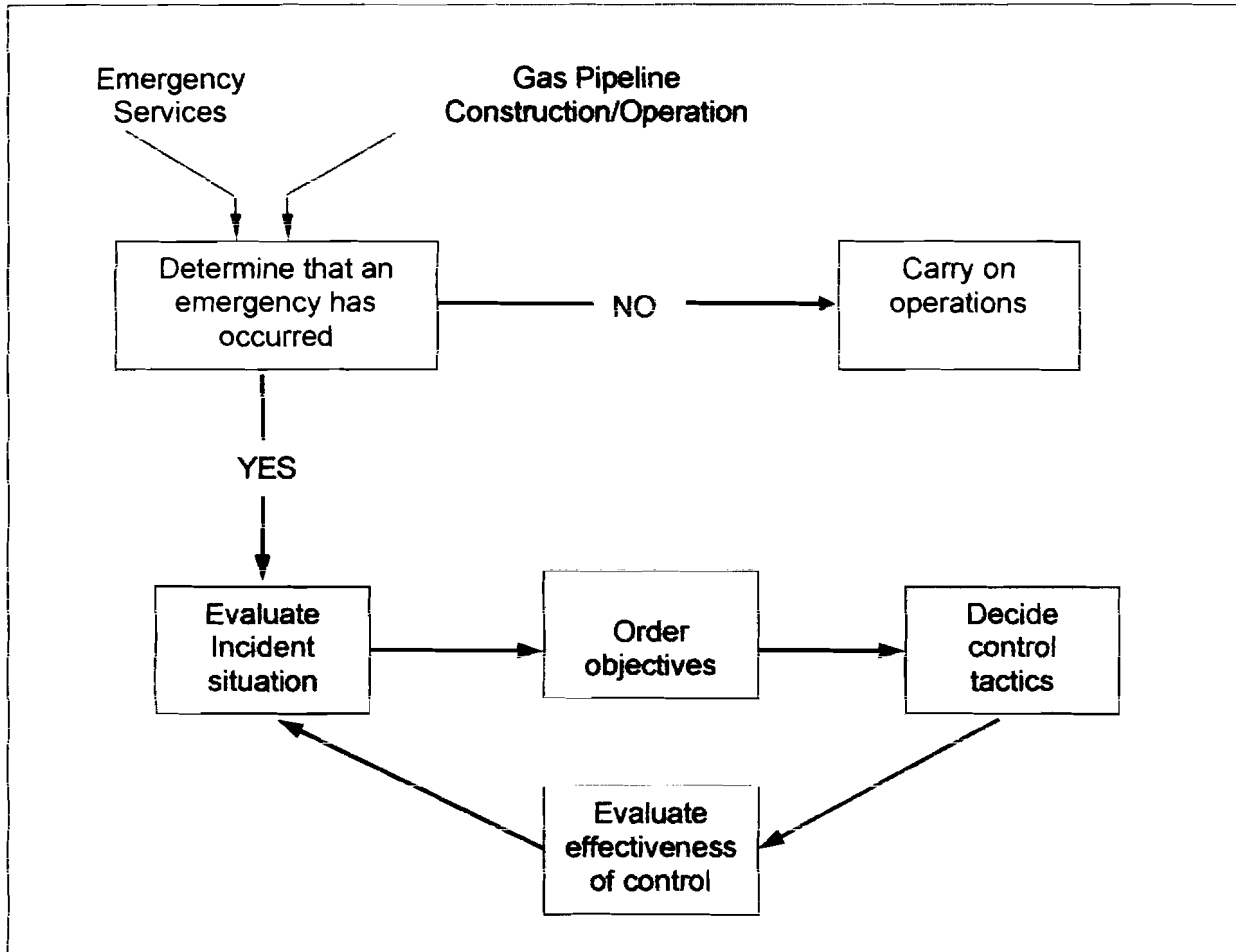 Emergency
Services
Gas Pipeline
Construction/Operation
Determine that an
emergency has
occurred
NO
Carry on
operations
YES
Evaluate
Incident
situation
Order
objectives
Decide
control
tactics
Evaluate
effectiveness
of control